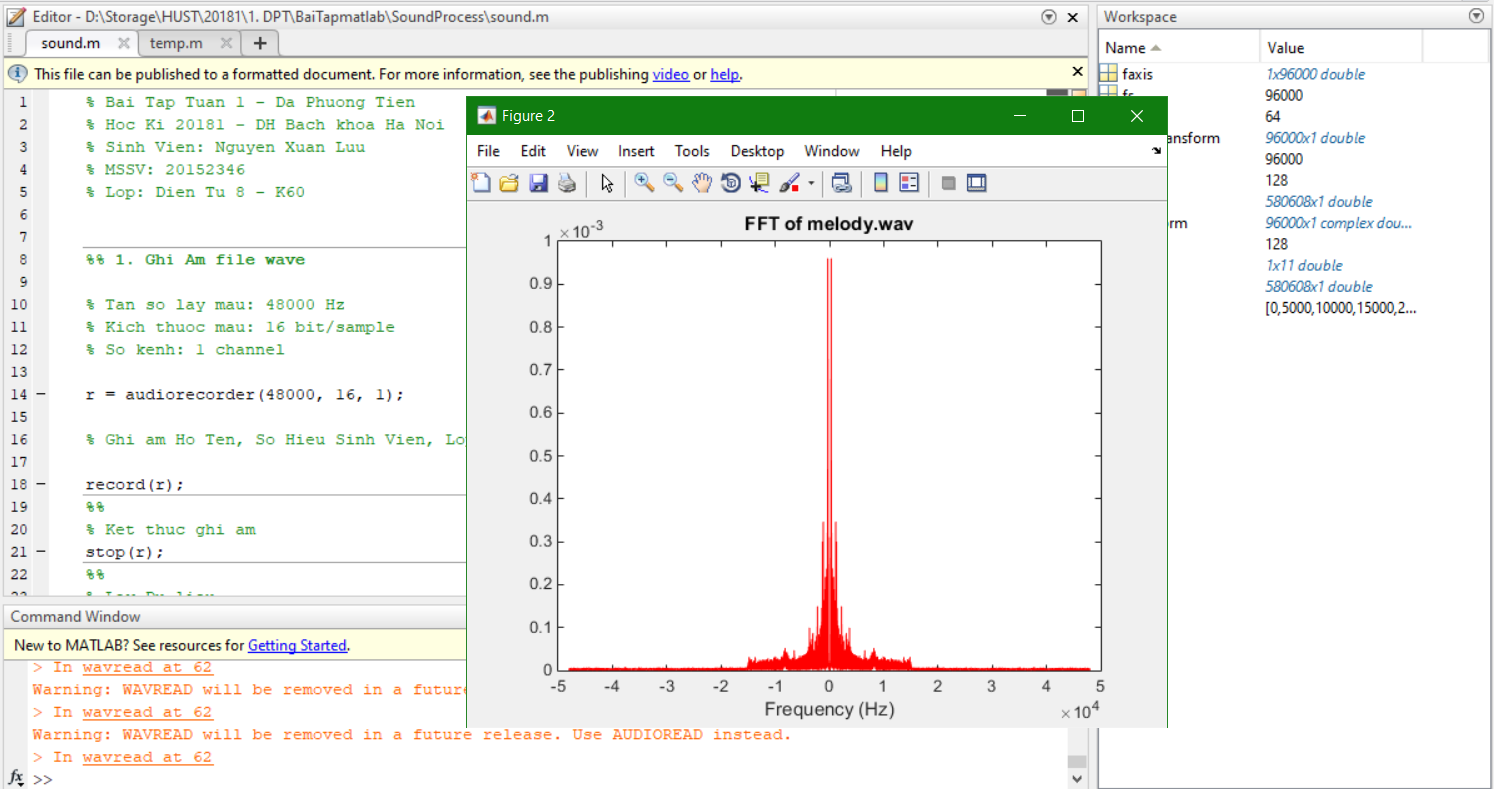 Editor - D:\Storage\HUST\20181\1. DPT\BaiTapmatlab\SoundProcess\sound.m
sound.m
temp.m
This file can be published to a formatted document. For more information, see the publishing video or help.
1 % Bai Tap Tuan 1 - Da Phuong Tien
2 % Hoc Ki 20181 - DH Bach khoa Ha Noi
3 % Sinh Vien: Nguyen Xuan Luu
4 % MSSV: 20152346
5 % Lop: Dien Tu 8 - K60
6
7
8 %% 1. Ghi Am file wave
9
10 % Tan so lay mau: 48000 Hz
11 % Kich thuoc mau: 16 bit/sample
12 % So kenh: 1 channel
13
14 - r = audiorecorder(48000, 16, 1);
15
16 % Ghi am Ho Ten, So Hieu Sinh Vien,
17
18 - record(r);
19 %%
20 % Ket thuc ghi am
21 - stop(r);
22 %%
Command Window
New to MATLAB? See resources for Getting Started.
> In wavread at 62
Warning: WAVREAD will be removed in a future
> In wavread at 62
Warning: WAVREAD will be removed in a future release. Use AUDIOREAD instead.
> In wavread at 62
fx >>
Figure 2
File Edit View Insert Tools Desktop Window Help
FFT of melody.wav
× 10^-3
1
0.9
0.8
0.7
0.6
0.5
0.4
0.3
0.2
0.1
0
-5 -4 -3 -2 -1 0 1 2 3 4 5
Frequency (Hz)
× 10^4
Workspace
Name Value
faxis 1x96000 double
fs 96000
64
ansform 96000x1 double
96000
128
580608x1 double
rm 96000x1 complex dou...
128
1x11 double
580608x1 double
[0,5000,10000,15000,2...